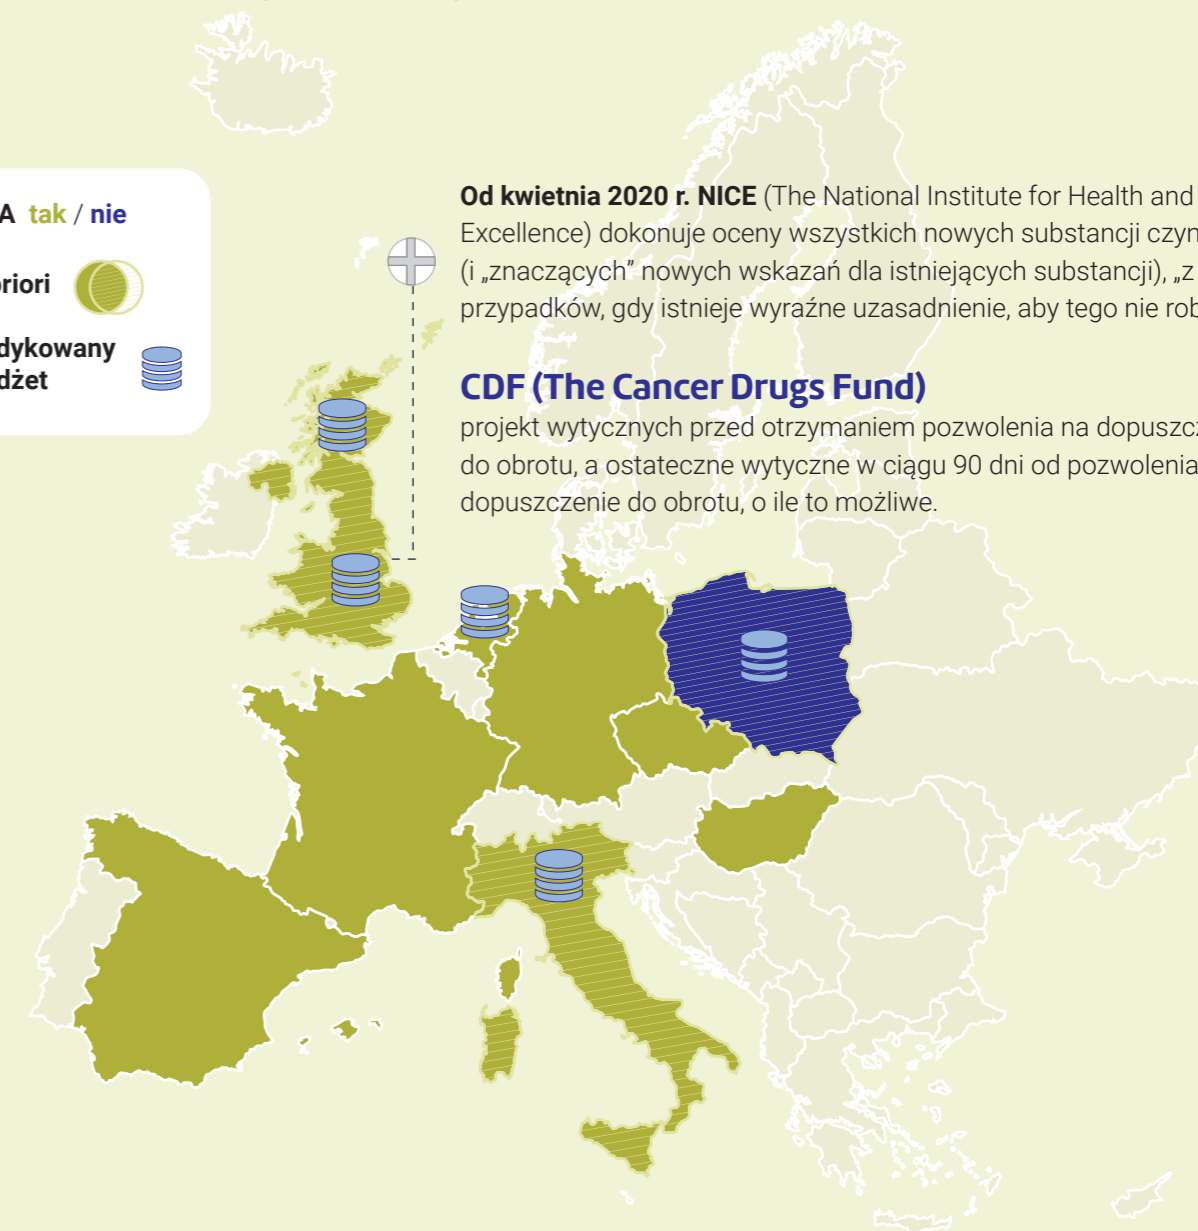 A tak / nie
priori
dykowany
dżet
Od kwietnia 2020 r. NICE (The National Institute for Health and
Excellence) dokonuje oceny wszystkich nowych substancji czyn
(i „znaczących” nowych wskazań dla istniejących substancji), „z
przypadków, gdy istnieje wyraźne uzasadnienie, aby tego nie rob
CDF (The Cancer Drugs Fund)
projekt wytycznych przed otrzymaniem pozwolenia na dopuszcz
do obrotu, a ostateczne wytyczne w ciągu 90 dni od pozwolenia
dopuszczenie do obrotu, o ile to możliwe.